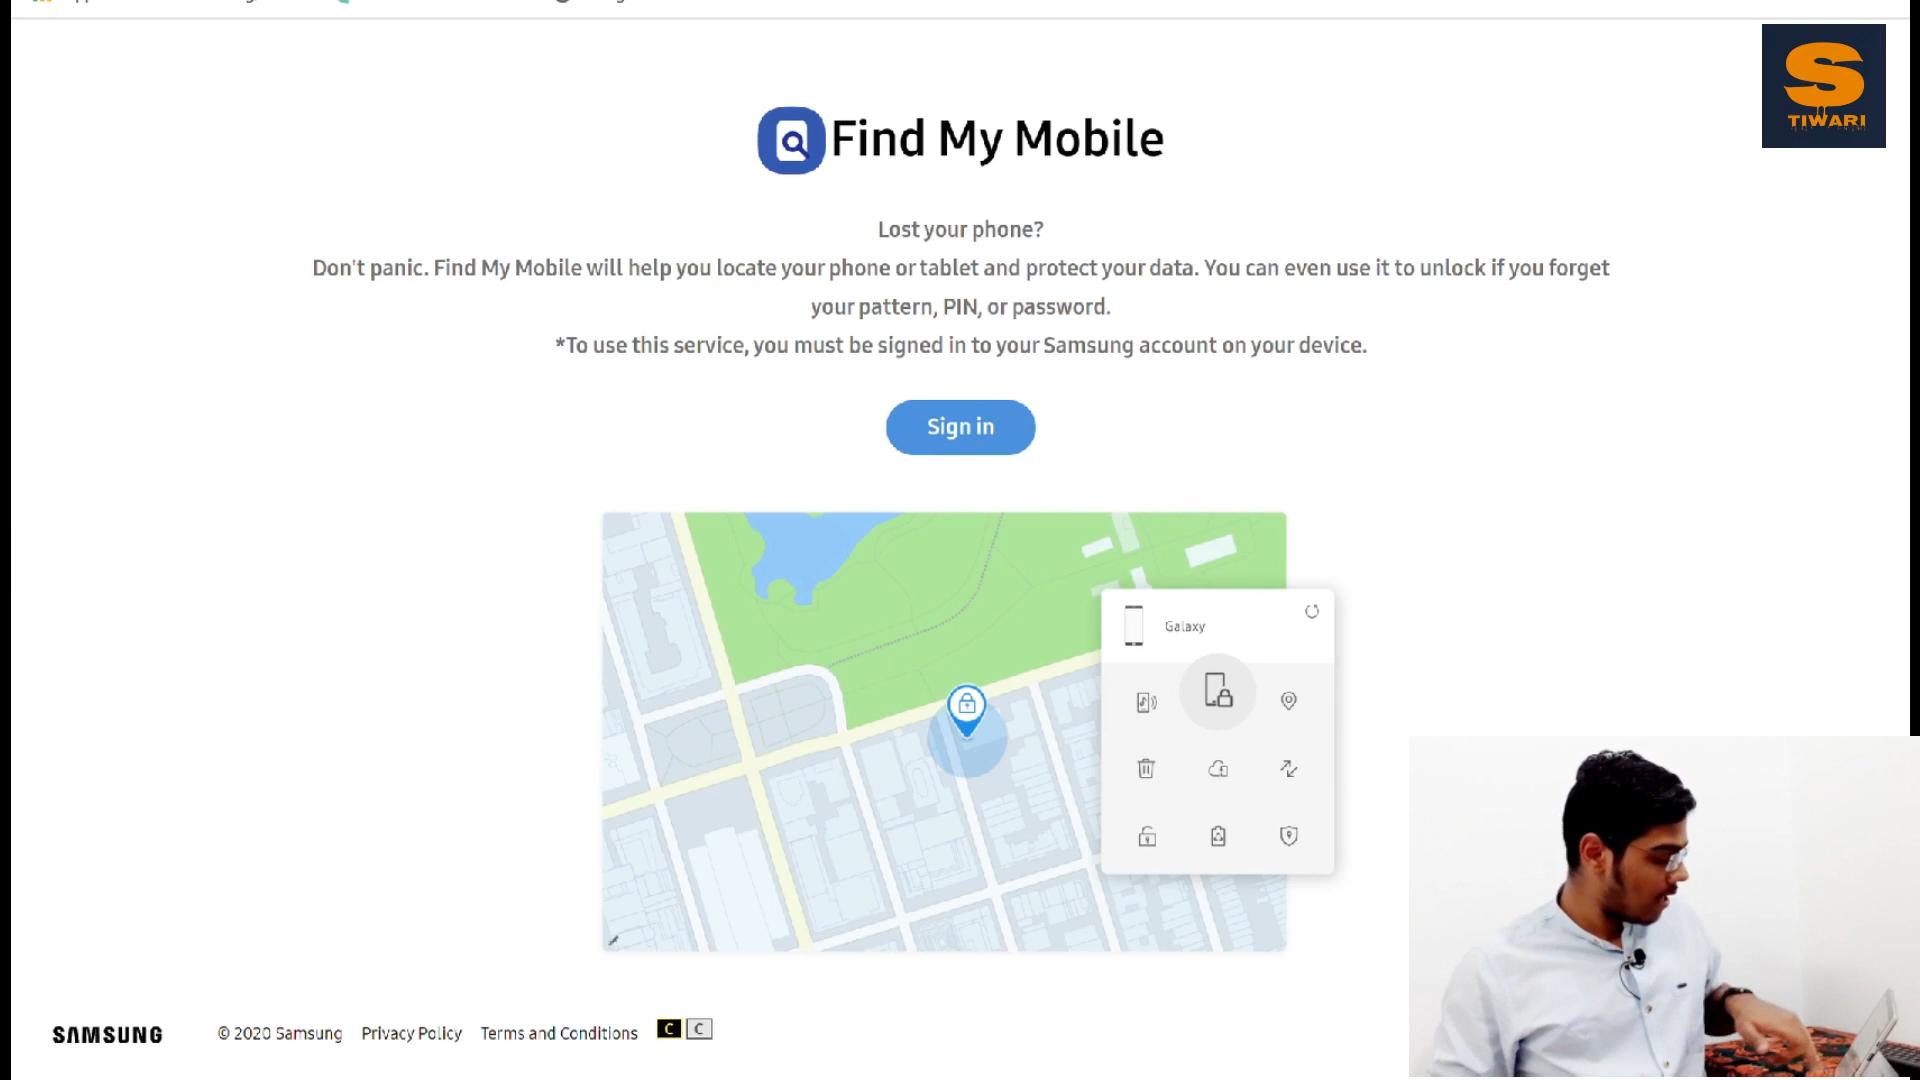 S
TIWARI
Find My Mobile
Lost your phone?
Don't panic. Find My Mobile will help you locate your phone or tablet and protect your data. You can even use it to unlock if you forget
your pattern, PIN, or password.
*To use this service, you must be signed in to your Samsung account on your device.
Sign in
Galaxy
SAMSUNG © 2020 Samsung Privacy Policy Terms and Conditions C C